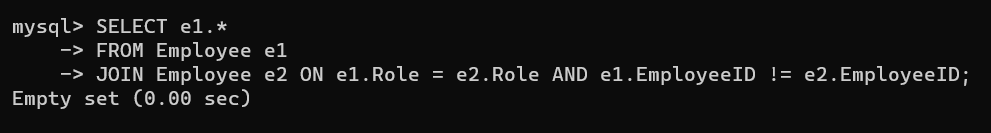 mysql> SELECT e1.*
    -> FROM Employee e1
    -> JOIN Employee e2 ON e1.Role = e2.Role AND e1.EmployeeID != e2.EmployeeID;
Empty set (0.00 sec)